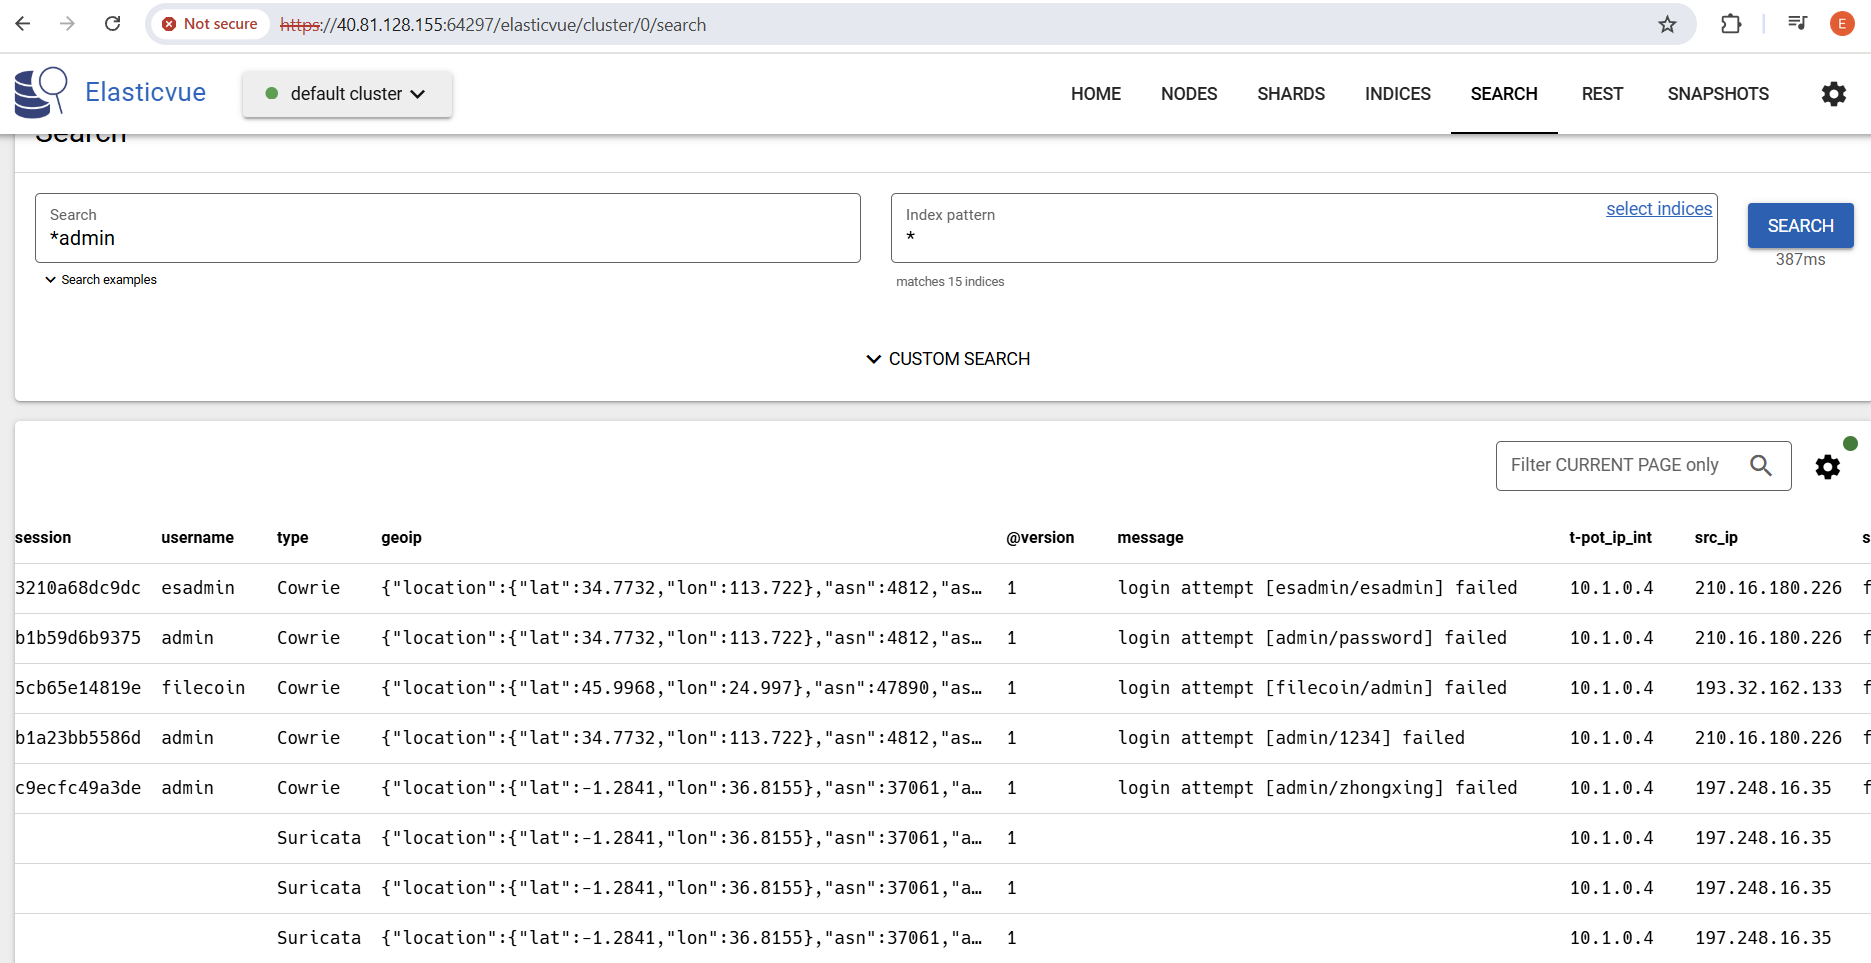 Not secure https://40.81.128.155:64297/elasticvue/cluster/0/search E
Elasticvue default cluster HOME NODES SHARDS INDICES SEARCH REST SNAPSHOTS
Search
Search
*admin
Search examples
Index pattern select indices
*
matches 15 indices
SEARCH
387ms
CUSTOM SEARCH
Filter CURRENT PAGE only
session username type geoip @version message t-pot_ip_int src_ip s
3210a68dc9dc esadmin Cowrie {"location":{"lat":34.7732,"lon":113.722},"asn":4812,"as… 1 login attempt [esadmin/esadmin] failed 10.1.0.4 210.16.180.226 f
b1b59d6b9375 admin Cowrie {"location":{"lat":34.7732,"lon":113.722},"asn":4812,"as… 1 login attempt [admin/password] failed 10.1.0.4 210.16.180.226 f
5cb65e14819e filecoin Cowrie {"location":{"lat":45.9968,"lon":24.997},"asn":47890,"as… 1 login attempt [filecoin/admin] failed 10.1.0.4 193.32.162.133 f
b1a23bb5586d admin Cowrie {"location":{"lat":34.7732,"lon":113.722},"asn":4812,"as… 1 login attempt [admin/1234] failed 10.1.0.4 210.16.180.226 f
c9ecfc49a3de admin Cowrie {"location":{"lat":-1.2841,"lon":36.8155},"asn":37061,"a… 1 login attempt [admin/zhongxing] failed 10.1.0.4 197.248.16.35 f
Suricata {"location":{"lat":-1.2841,"lon":36.8155},"asn":37061,"a… 1 10.1.0.4 197.248.16.35
Suricata {"location":{"lat":-1.2841,"lon":36.8155},"asn":37061,"a… 1 10.1.0.4 197.248.16.35
Suricata {"location":{"lat":-1.2841,"lon":36.8155},"asn":37061,"a… 1 10.1.0.4 197.248.16.35